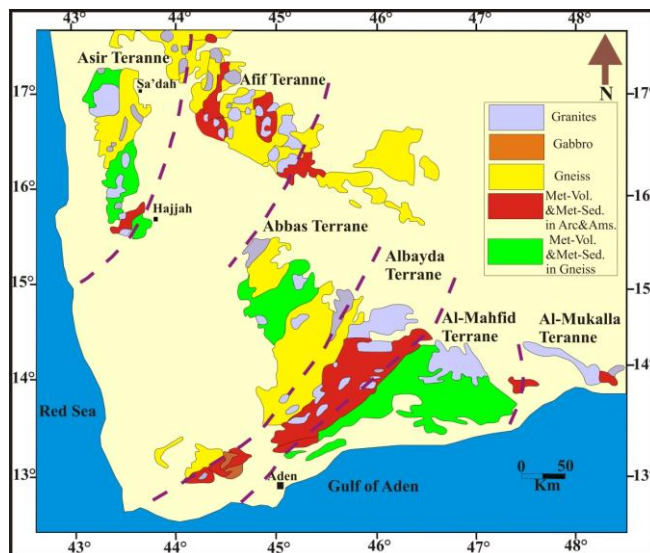 43° 44° 45° 46° 47° 48°
Asir Teranne
Sa'dah
Afif Teranne
N
17° 17°
Granites
Gabbro
Gneiss
Met-Vol.
&Met-Sed.
in Arc&Ams.
Met-Vol.
&Met-Sed.
in Gneiss
16° 16°
Hajjah
Abbas Terrane
15° 15°
Albayda
Terrane
Al-Mahfid
Terrane
Al-Mukalla
Teranne
14° 14°
Red Sea
13° 13°
Aden
Gulf of Aden
0 50
Km
43° 44° 45° 46° 47° 48°